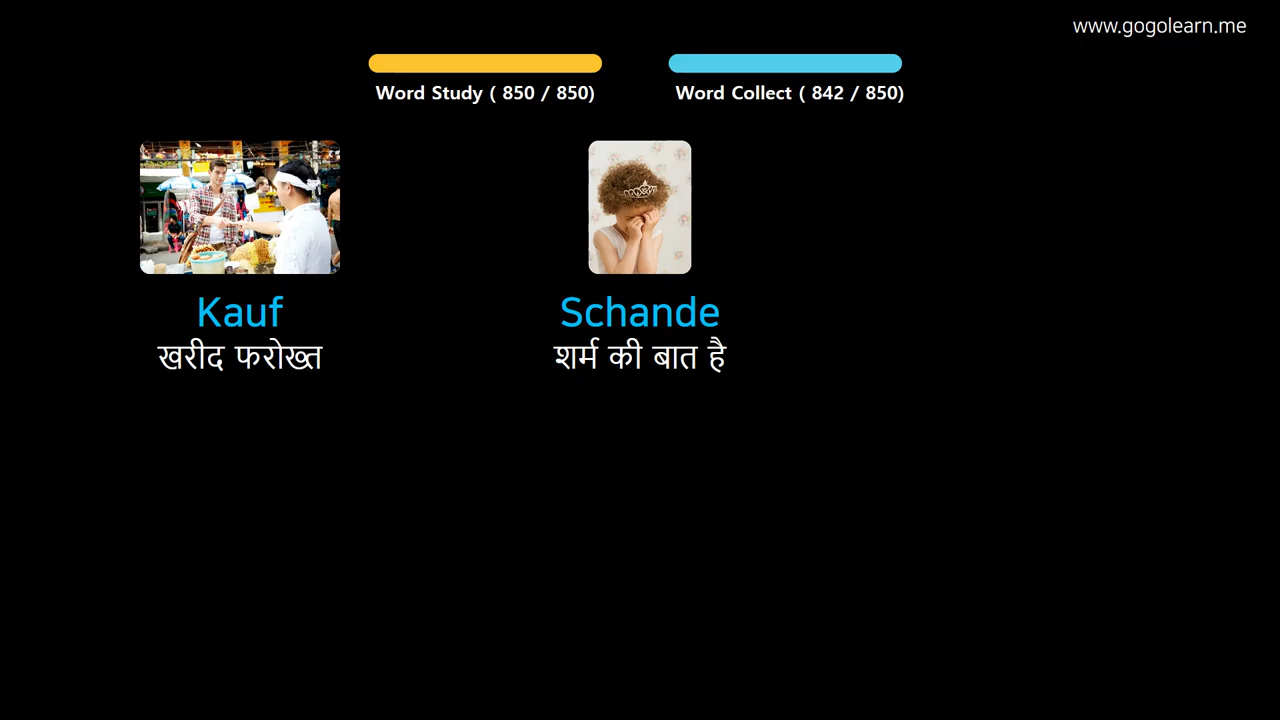 www.gogolearn.me
Word Study ( 850 / 850)
Word Collect ( 842 / 850)
Kauf
खरीद फरोख्त
Schande
शर्म की बात है